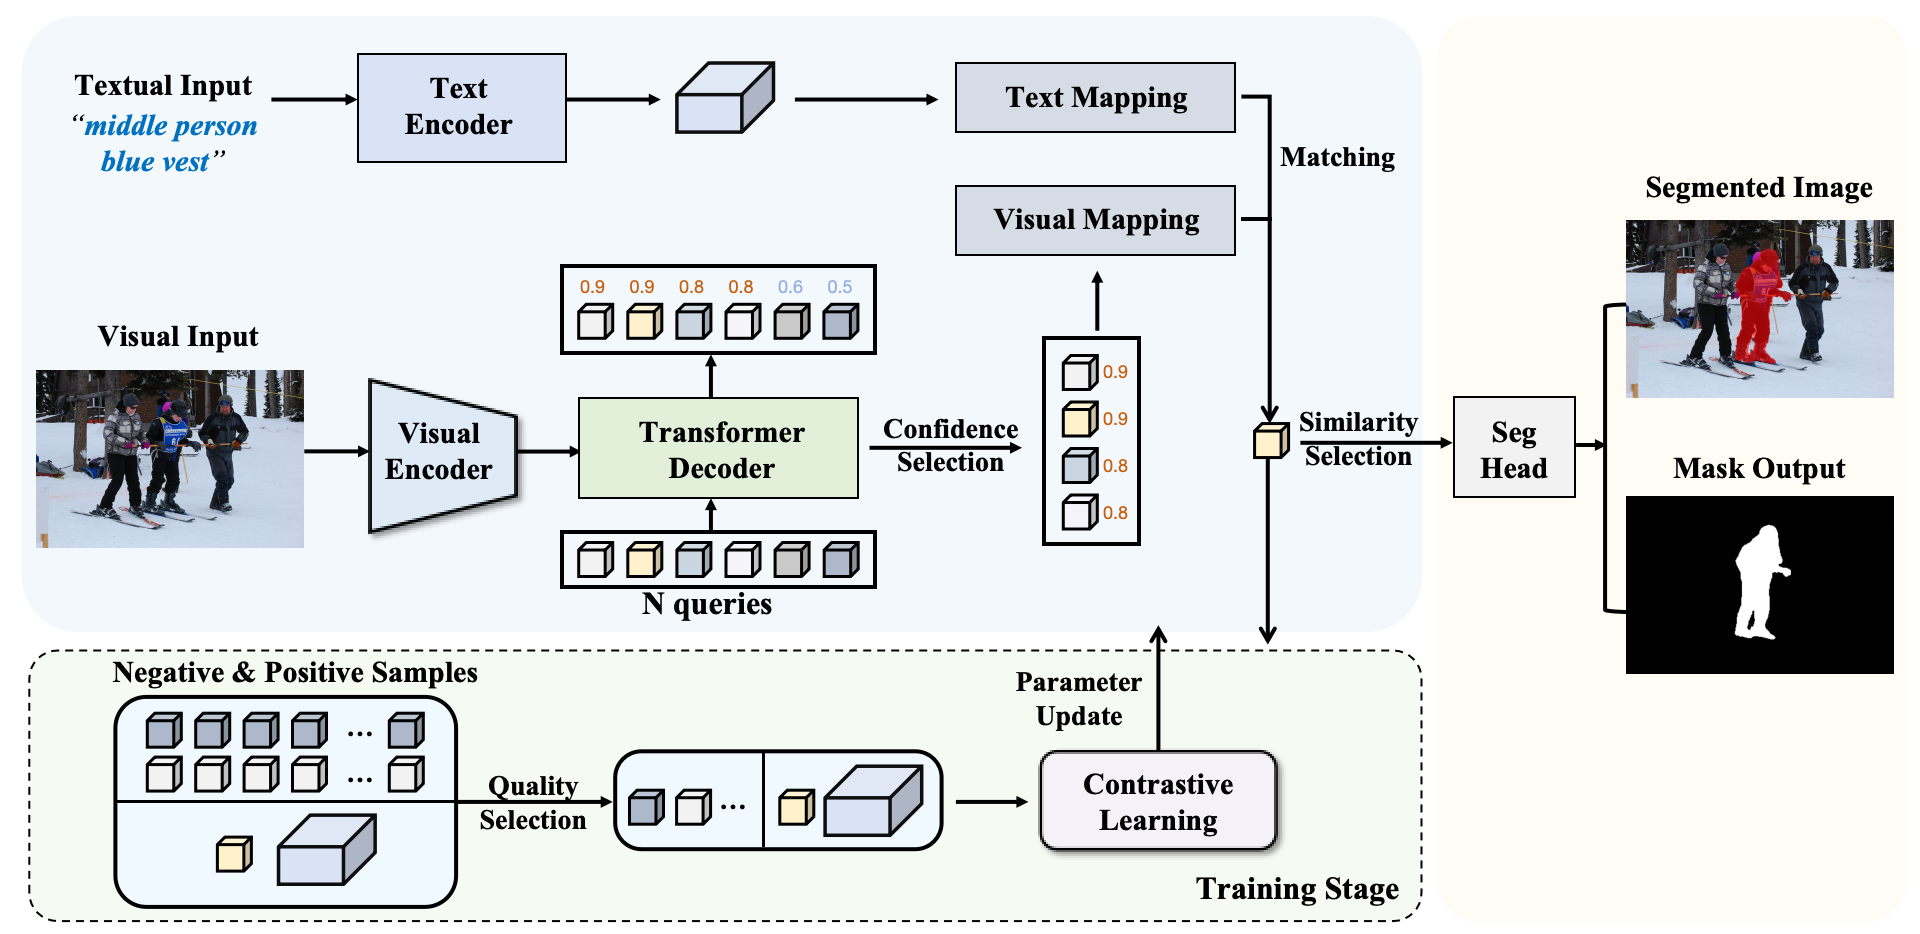 Textual Input
“middle person
blue vest”
Text
Encoder
Text Mapping
Matching
Visual Mapping
0.9 0.9 0.8 0.8 0.6 0.5
Visual Input
Visual
Encoder
Transformer
Decoder
N queries
Confidence
Selection
0.9
0.9
0.8
0.8
Similarity
Selection
Seg
Head
Segmented Image
Mask Output
Negative & Positive Samples
...
...
Quality
Selection
...
Parameter
Update
Contrastive
Learning
Training Stage